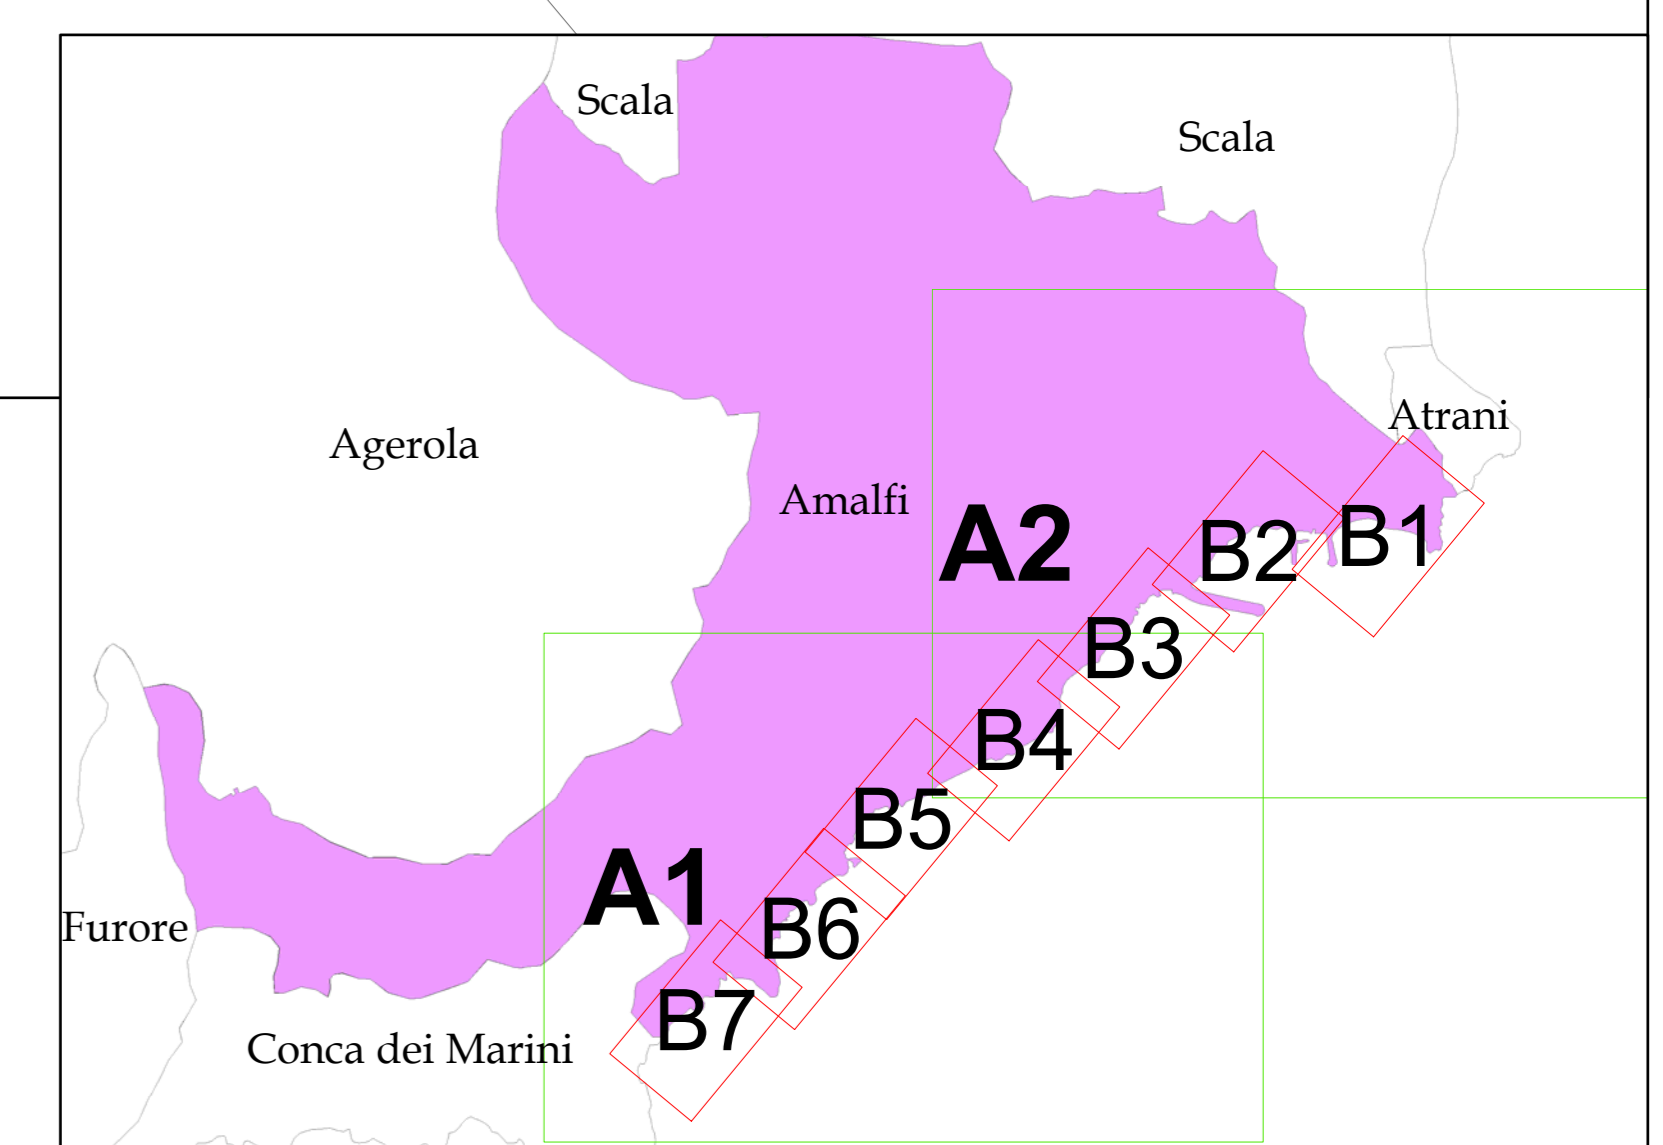 Scala
Scala
Atrani
Agerola
Amalfi
A2
B1
B2
B3
B4
B5
A1
B6
Furore
B7
Conca dei Marini